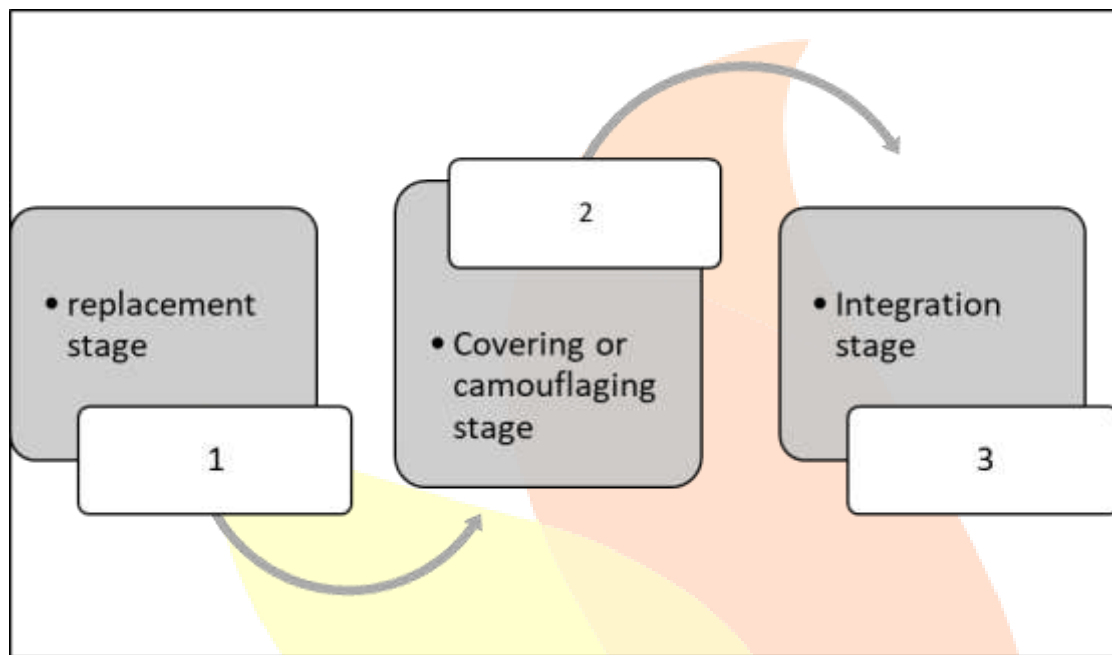 • replacement
stage
1
2
• Covering or
camouflaging
stage
• Integration
stage
3